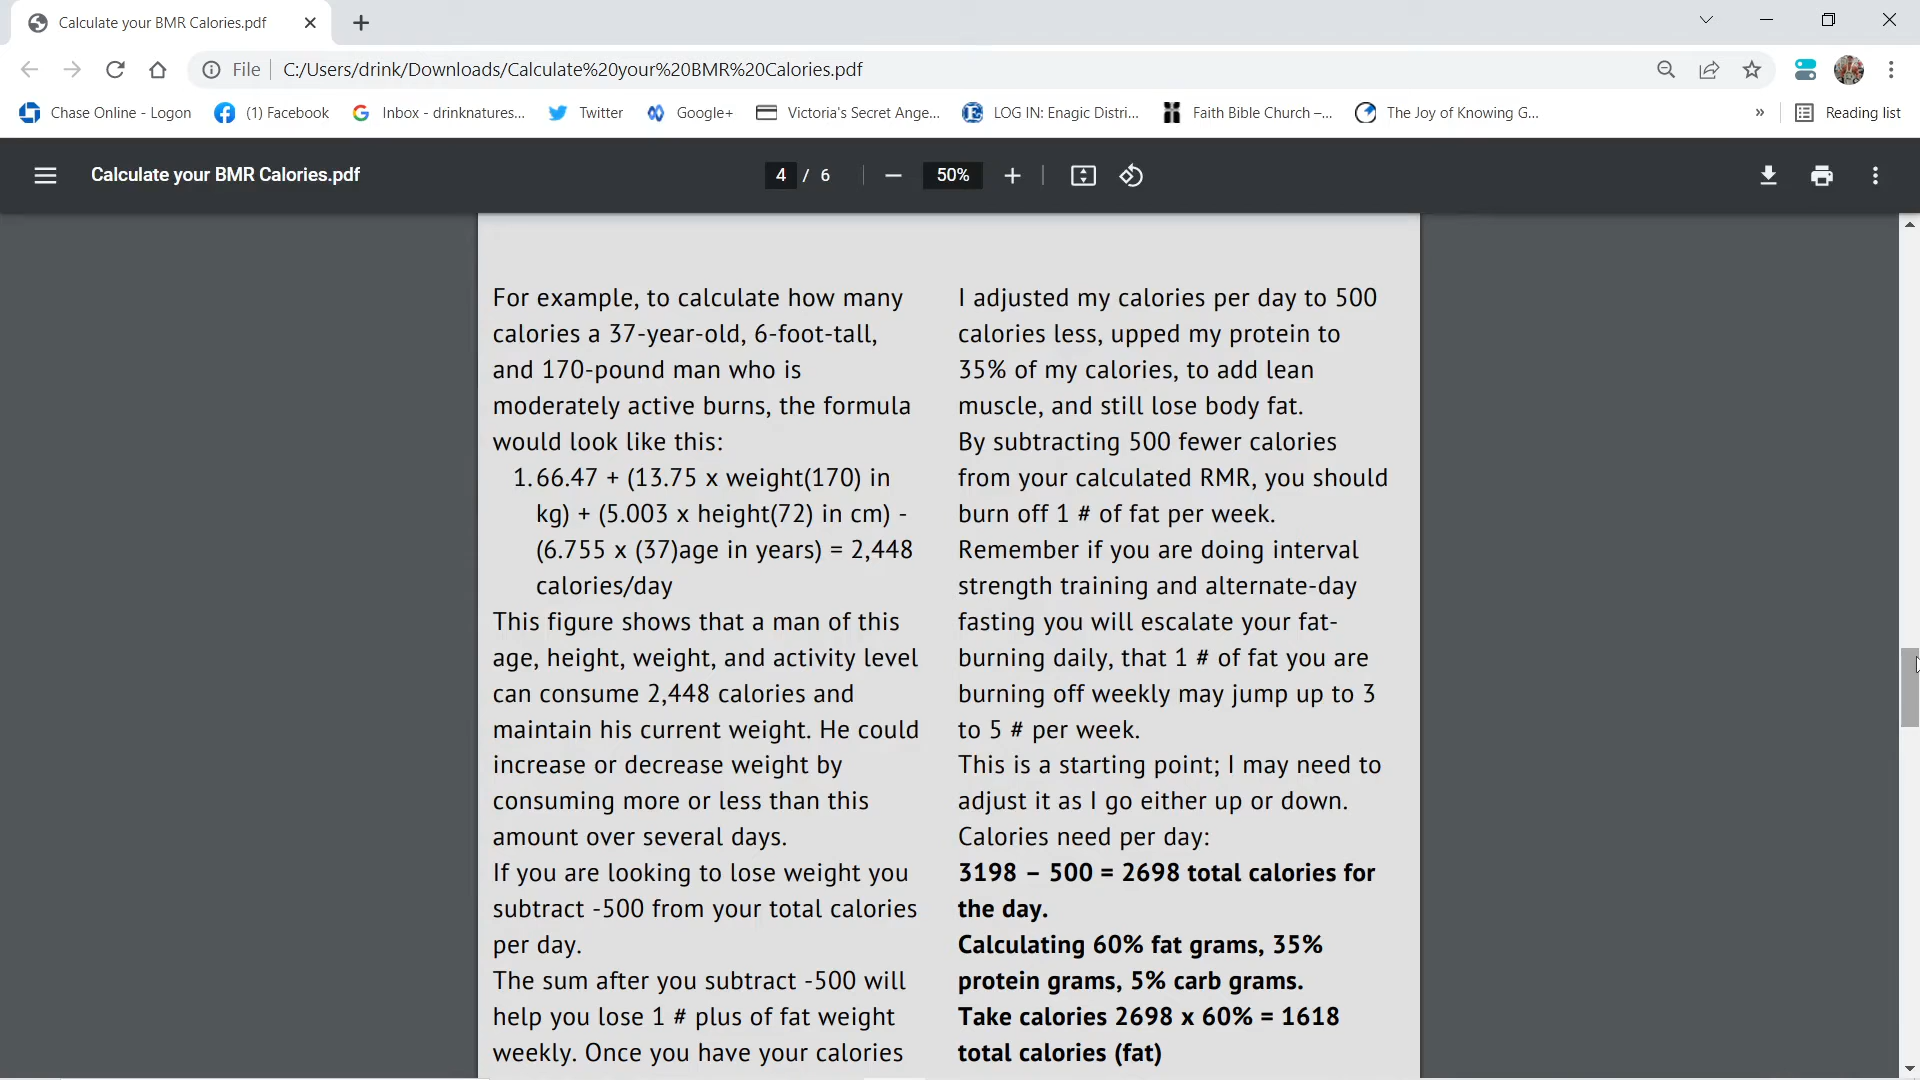 Calculate your BMR Calories.pdf
File
C:/Users/drink/Downloads/Calculate%20your%20BMR%20Calories.pdf
Chase Online - Logon
(1) Facebook
Inbox - drinknatures...
Twitter
Google+
Victoria's Secret Ange...
LOG IN: Enagic Distri...
Faith Bible Church –...
The Joy of Knowing G...
»
Reading list
Calculate your BMR Calories.pdf
4 / 6
50%
For example, to calculate how many
calories a 37-year-old, 6-foot-tall,
and 170-pound man who is
moderately active burns, the formula
would look like this:
1. 66.47 + (13.75 x weight(170) in
kg) + (5.003 x height(72) in cm) -
(6.755 x (37)age in years) = 2,448
calories/day
This figure shows that a man of this
age, height, weight, and activity level
can consume 2,448 calories and
maintain his current weight. He could
increase or decrease weight by
consuming more or less than this
amount over several days.
If you are looking to lose weight you
subtract -500 from your total calories
per day.
The sum after you subtract -500 will
help you lose 1 # plus of fat weight
weekly. Once you have your calories
I adjusted my calories per day to 500
calories less, upped my protein to
35% of my calories, to add lean
muscle, and still lose body fat.
By subtracting 500 fewer calories
from your calculated RMR, you should
burn off 1 # of fat per week.
Remember if you are doing interval
strength training and alternate-day
fasting you will escalate your fat-
burning daily, that 1 # of fat you are
burning off weekly may jump up to 3
to 5 # per week.
This is a starting point; I may need to
adjust it as I go either up or down.
Calories need per day:
3198 – 500 = 2698 total calories for
the day.
Calculating 60% fat grams, 35%
protein grams, 5% carb grams.
Take calories 2698 x 60% = 1618
total calories (fat)